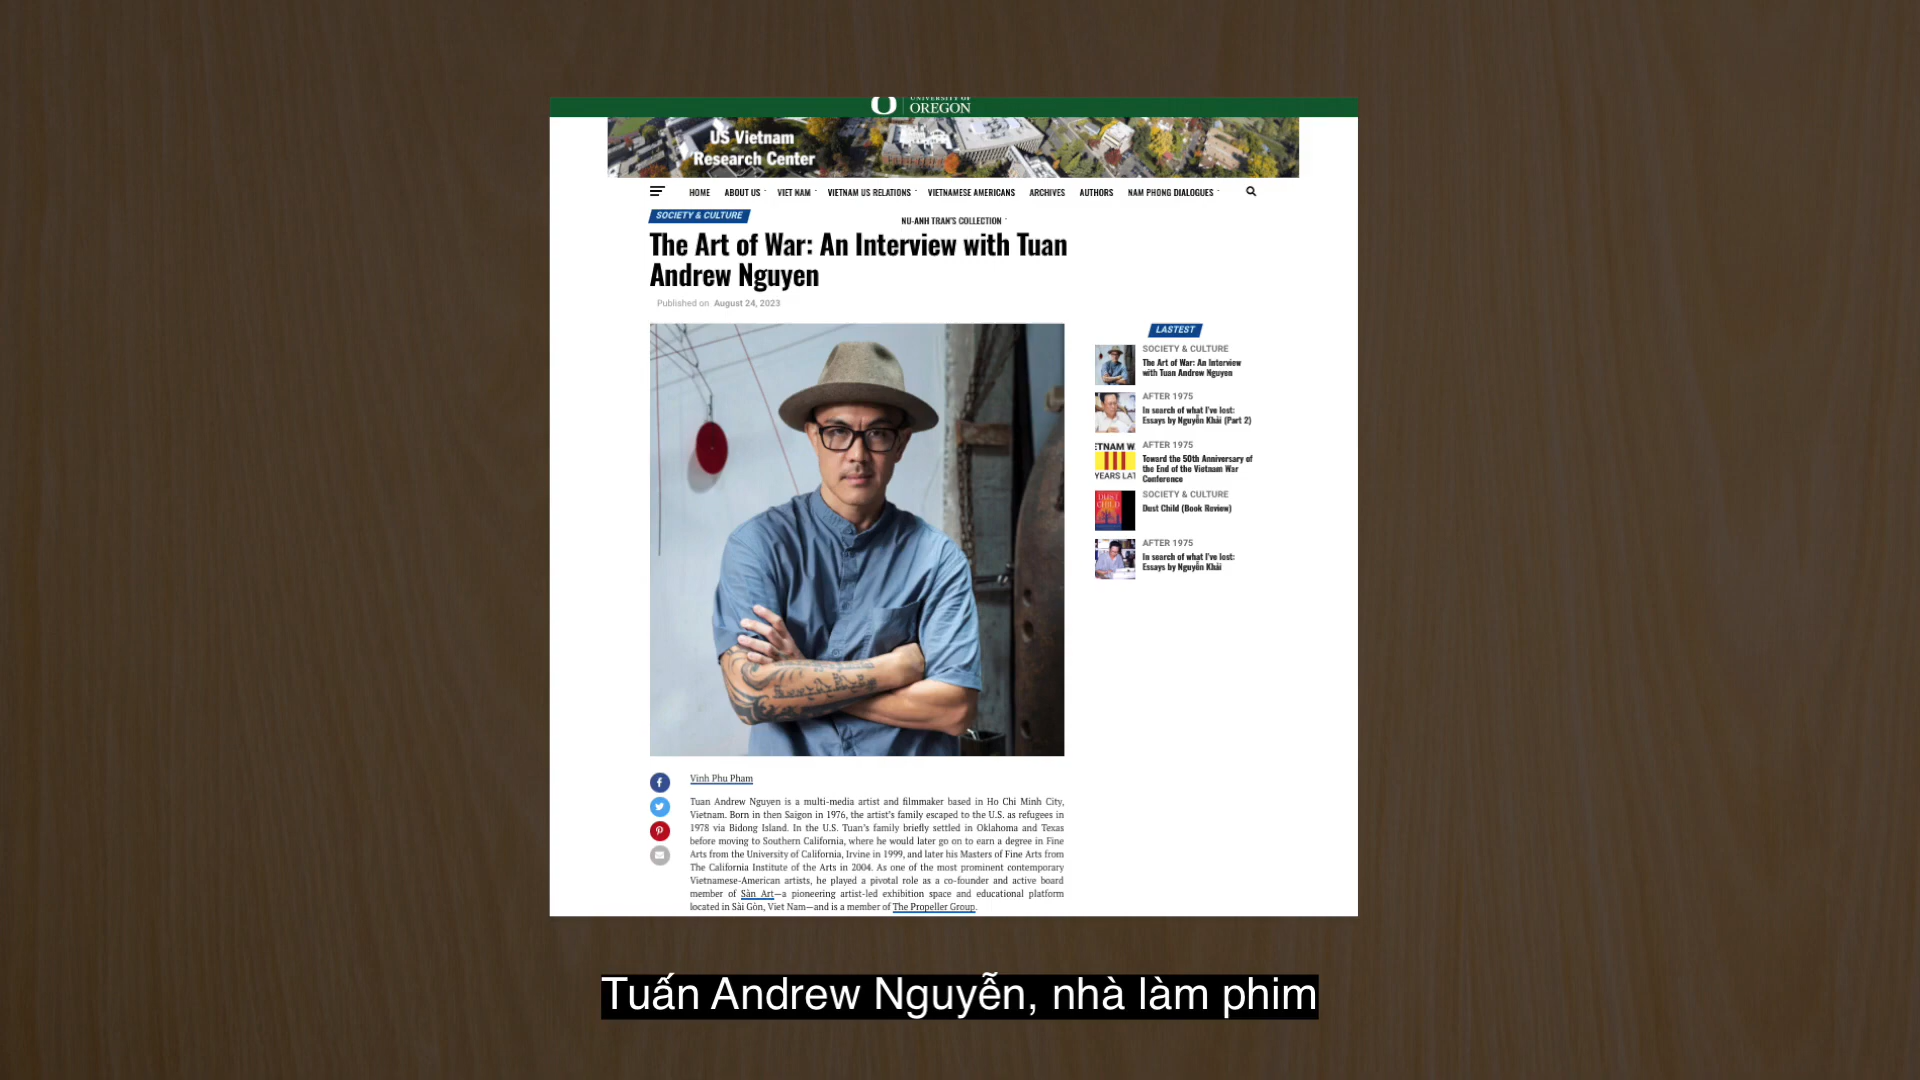 UNIVERSITY OF
OREGON
US Vietnam
Research Center
HOME ABOUT US VIET NAM VIETNAM US RELATIONS VIETNAMESE AMERICANS ARCHIVES AUTHORS NAM PHONG DIALOGUES
NU-ANH TRAN'S COLLECTION
SOCIETY & CULTURE
The Art of War: An Interview with Tuan
Andrew Nguyen
Published on August 24, 2023
LASTEST
SOCIETY & CULTURE
The Art of War: An Interview
with Tuan Andrew Nguyen
AFTER 1975
In search of what I've lost:
Essays by Nguyễn Khải (Part 2)
ETNAM W
YEARS LAT
AFTER 1975
Toward the 50th Anniversary of
the End of the Vietnam War
Conference
DUST
CHILD
SOCIETY & CULTURE
Dust Child (Book Review)
AFTER 1975
In search of what I've lost:
Essays by Nguyễn Khải
Vinh Phu Pham
Tuan Andrew Nguyen is a multi-media artist and filmmaker based in Ho Chi Minh City,
Vietnam. Born in then Saigon in 1976, the artist's family escaped to the U.S. as refugees in
1978 via Bidong Island. In the U.S. Tuan's family briefly settled in Oklahoma and Texas
before moving to Southern California, where he would later go on to earn a degree in Fine
Arts from the University of California, Irvine in 1999, and later his Masters of Fine Arts from
The California Institute of the Arts in 2004. As one of the most prominent contemporary
Vietnamese-American artists, he played a pivotal role as a co-founder and active board
member of Sàn Art—a pioneering artist-led exhibition space and educational platform
located in Sài Gòn, Viet Nam—and is a member of The Propeller Group.
Tuấn Andrew Nguyễn, nhà làm phim